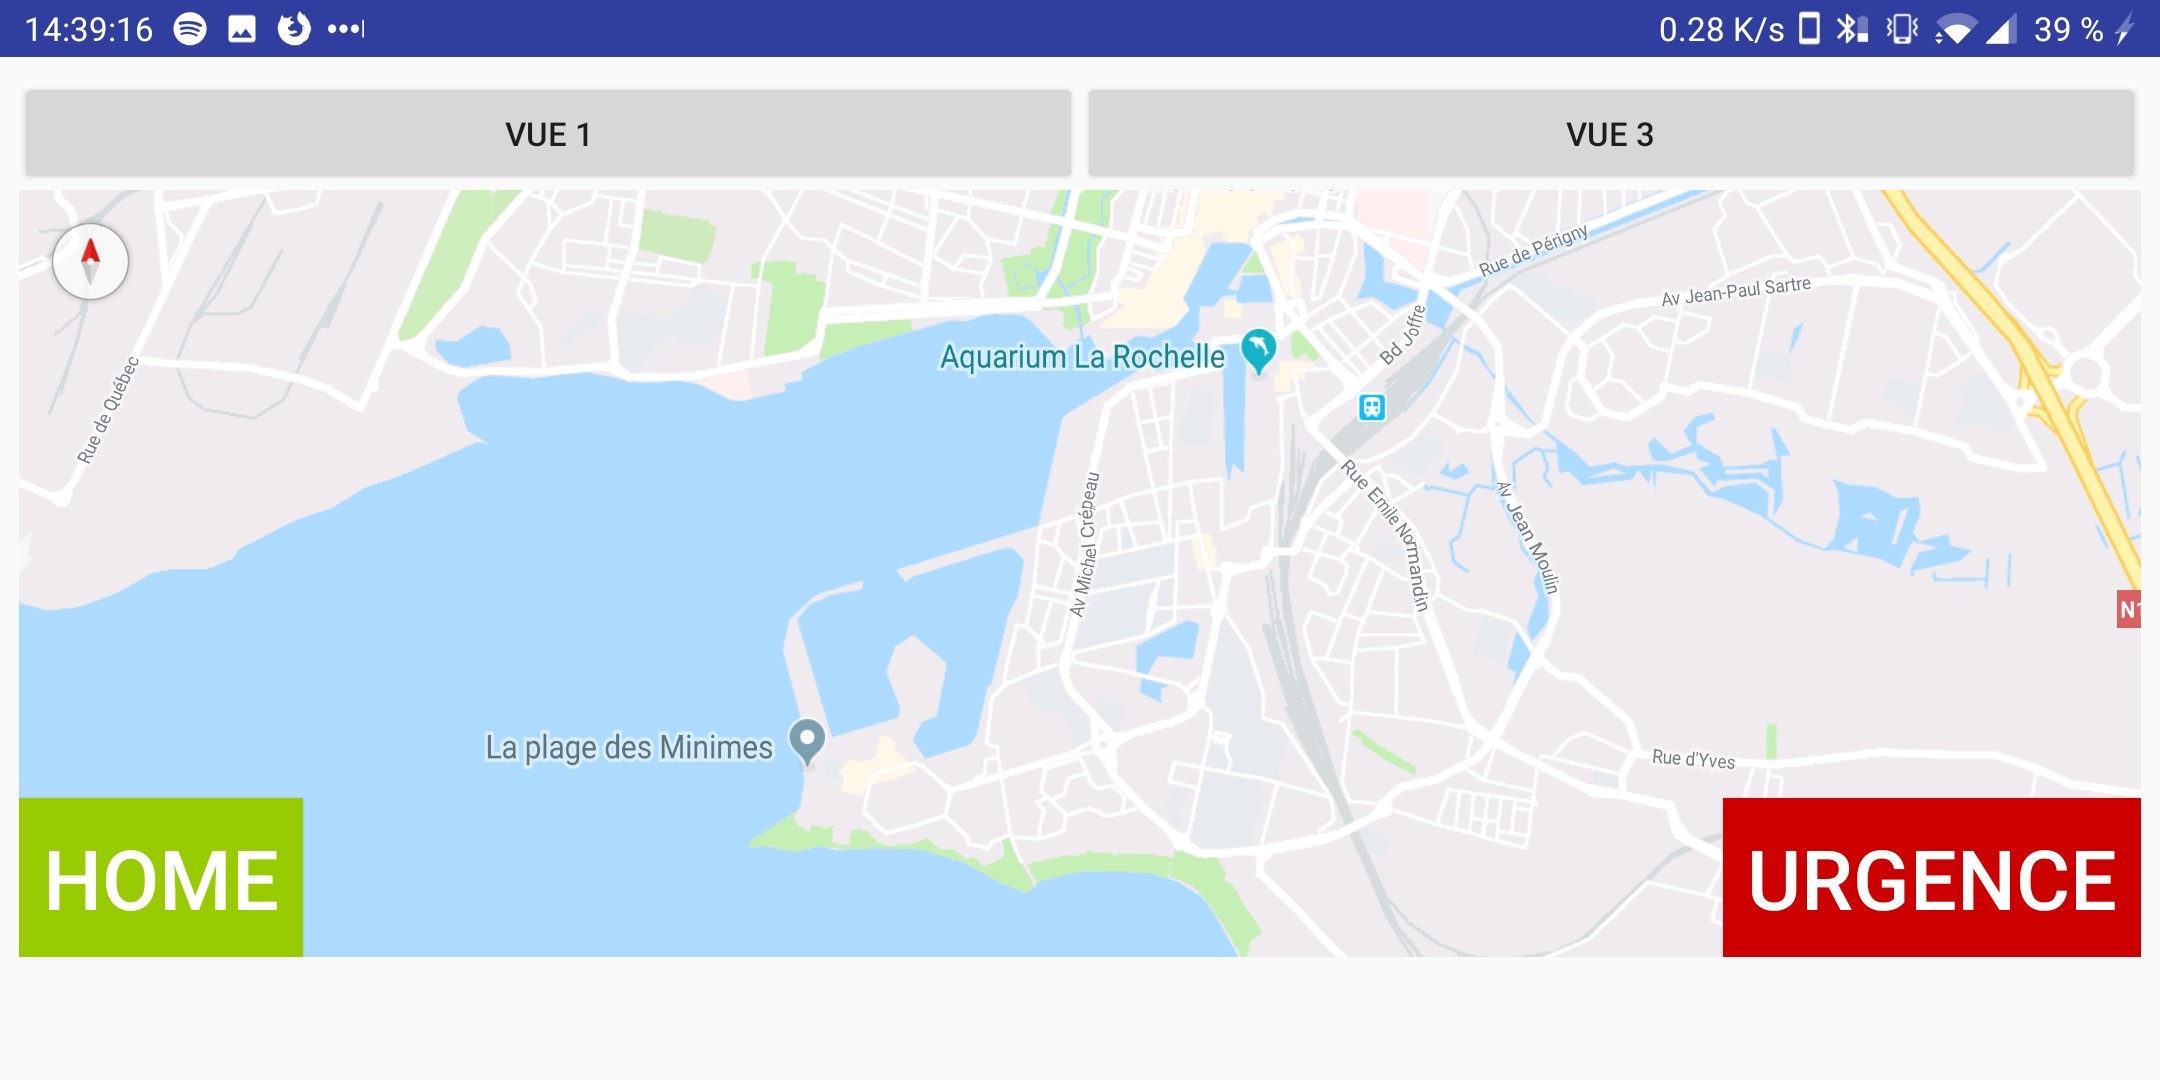 14:39:16
0.28 K/s
39 %
VUE 1
VUE 3
Rue de Périgny
Av Jean-Paul Sartre
Bd Joffre
Aquarium La Rochelle
Rue de Québec
Av Michel Crépeau
Rue Emile Normandin
Av Jean Moulin
N1
La plage des Minimes
Rue d'Yves
HOME
URGENCE